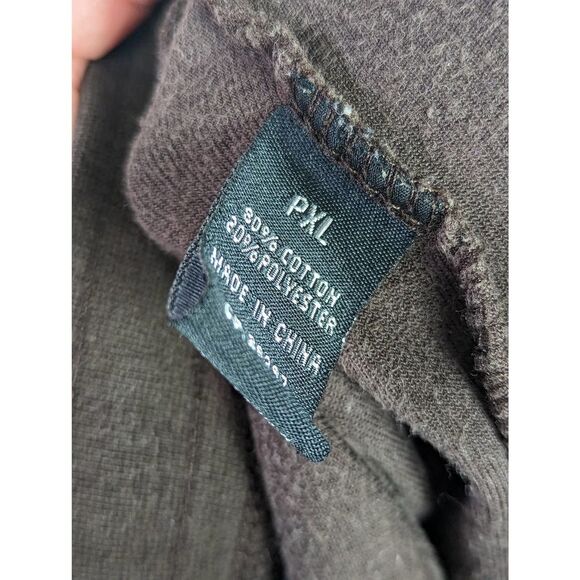 PXL
80% COTTON
20% POLYESTER
MADE IN CHINA